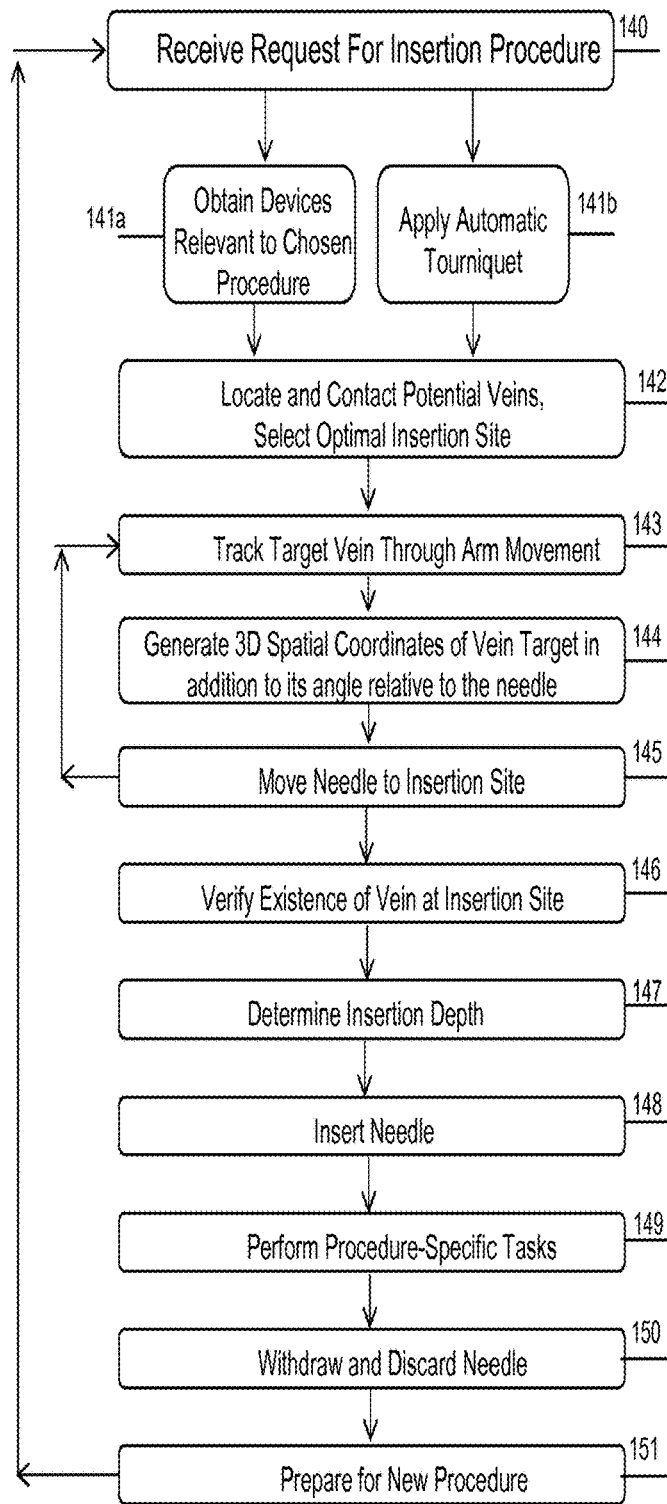 Receive Request For Insertion Procedure
140
141a
Obtain Devices
Relevant to Chosen
Procedure
Apply Automatic
Tourniquet
141b
Locate and Contact Potential Veins,
Select Optimal Insertion Site
142
Track Target Vein Through Arm Movement
143
Generate 3D Spatial Coordinates of Vein Target in
addition to its angle relative to the needle
144
Move Needle to Insertion Site
145
Verify Existence of Vein at Insertion Site
146
Determine Insertion Depth
147
Insert Needle
148
Perform Procedure-Specific Tasks
149
Withdraw and Discard Needle
150
Prepare for New Procedure
151